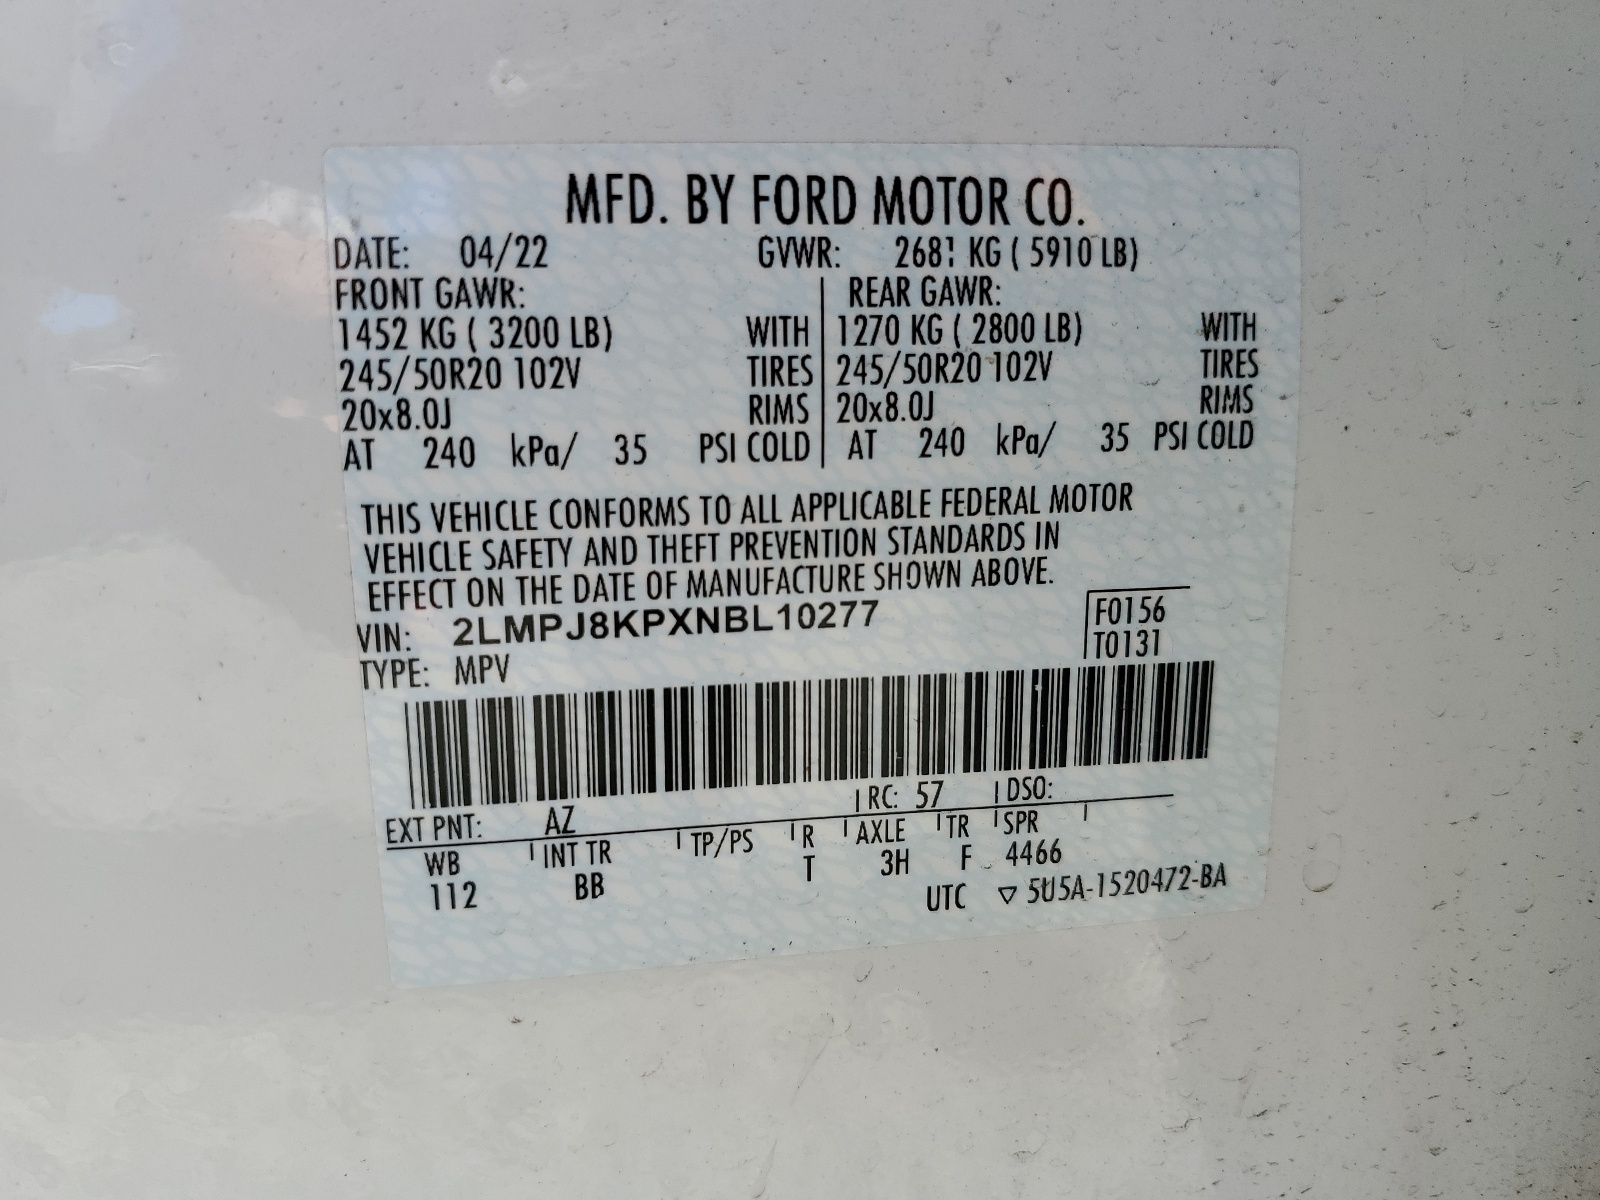 MFD. BY FORD MOTOR CO.
DATE: 04/22 GVWR: 2681 KG ( 5910 LB)
FRONT GAWR: REAR GAWR:
1452 KG ( 3200 LB) WITH 1270 KG ( 2800 LB) WITH
245/50R20 102V TIRES 245/50R20 102V TIRES
20x8.0J RIMS 20x8.0J RIMS
AT 240 kPa/ 35 PSI COLD AT 240 kPa/ 35 PSI COLD
THIS VEHICLE CONFORMS TO ALL APPLICABLE FEDERAL MOTOR
VEHICLE SAFETY AND THEFT PREVENTION STANDARDS IN
EFFECT ON THE DATE OF MANUFACTURE SHOWN ABOVE.
VIN: 2LMPJ8KPXNBL10277 F0156
TYPE: MPV T0131
EXT PNT: AZ RC: 57 DSO:
WB INT TR TP/PS R AXLE TR SPR
112 BB T 3H F 4466
UTC ▽ 5U5A-1520472-BA